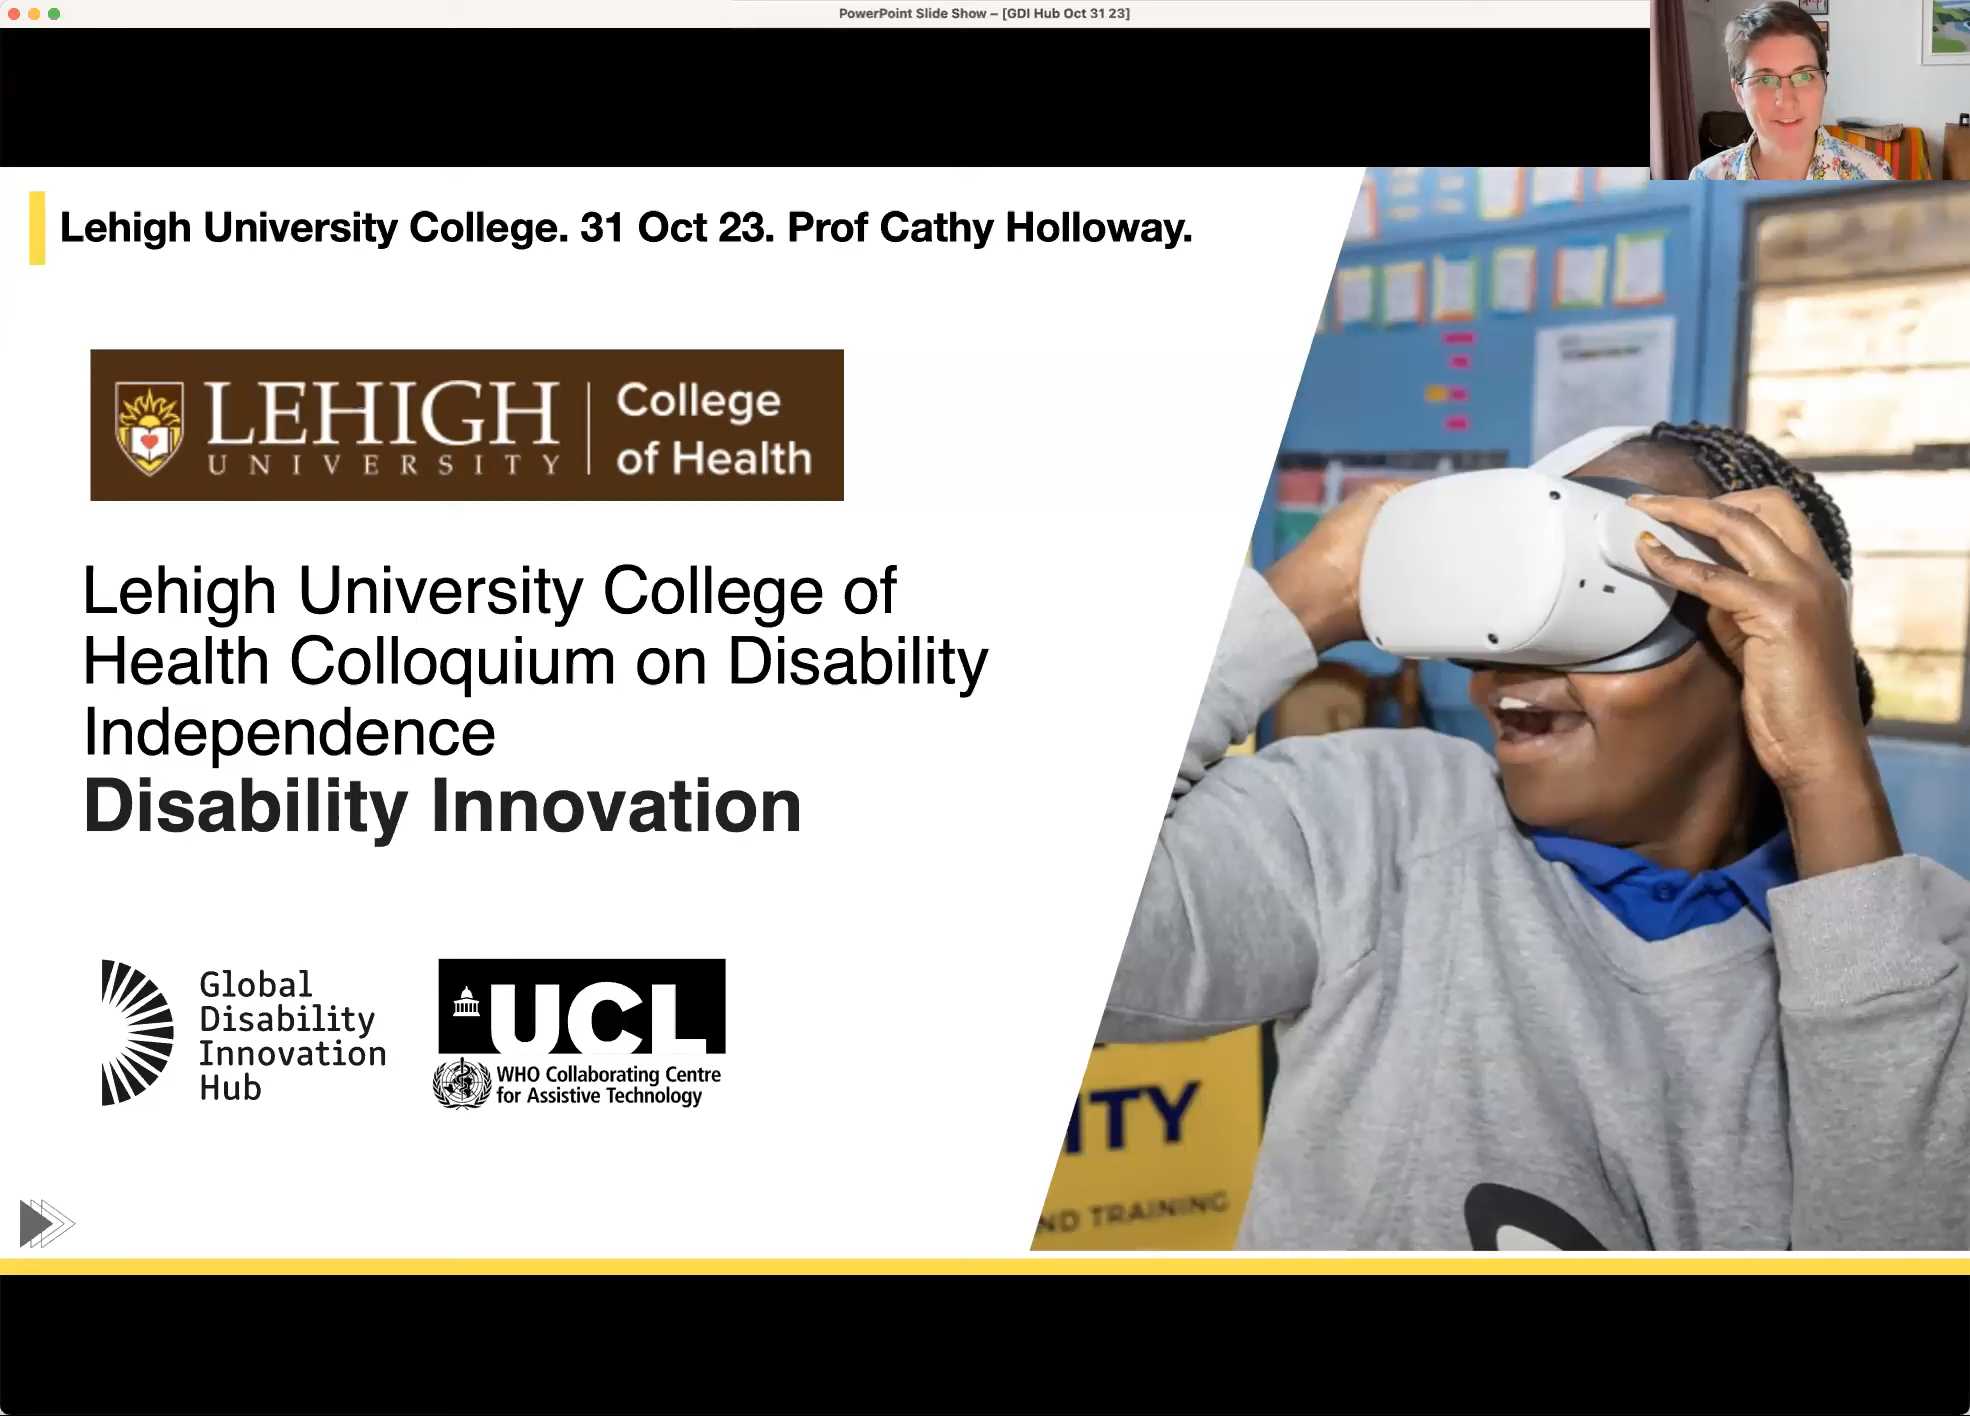 PowerPoint Slide Show – [GDI Hub Oct 31 23]
Lehigh University College. 31 Oct 23. Prof Cathy Holloway.
LEHIGH
UNIVERSITY
College
of Health
Lehigh University College of
Health Colloquium on Disability
Independence
Disability Innovation
Global
Disability
Innovation
Hub
UCL
WHO Collaborating Centre
for Assistive Technology
ITY
ND TRAINING